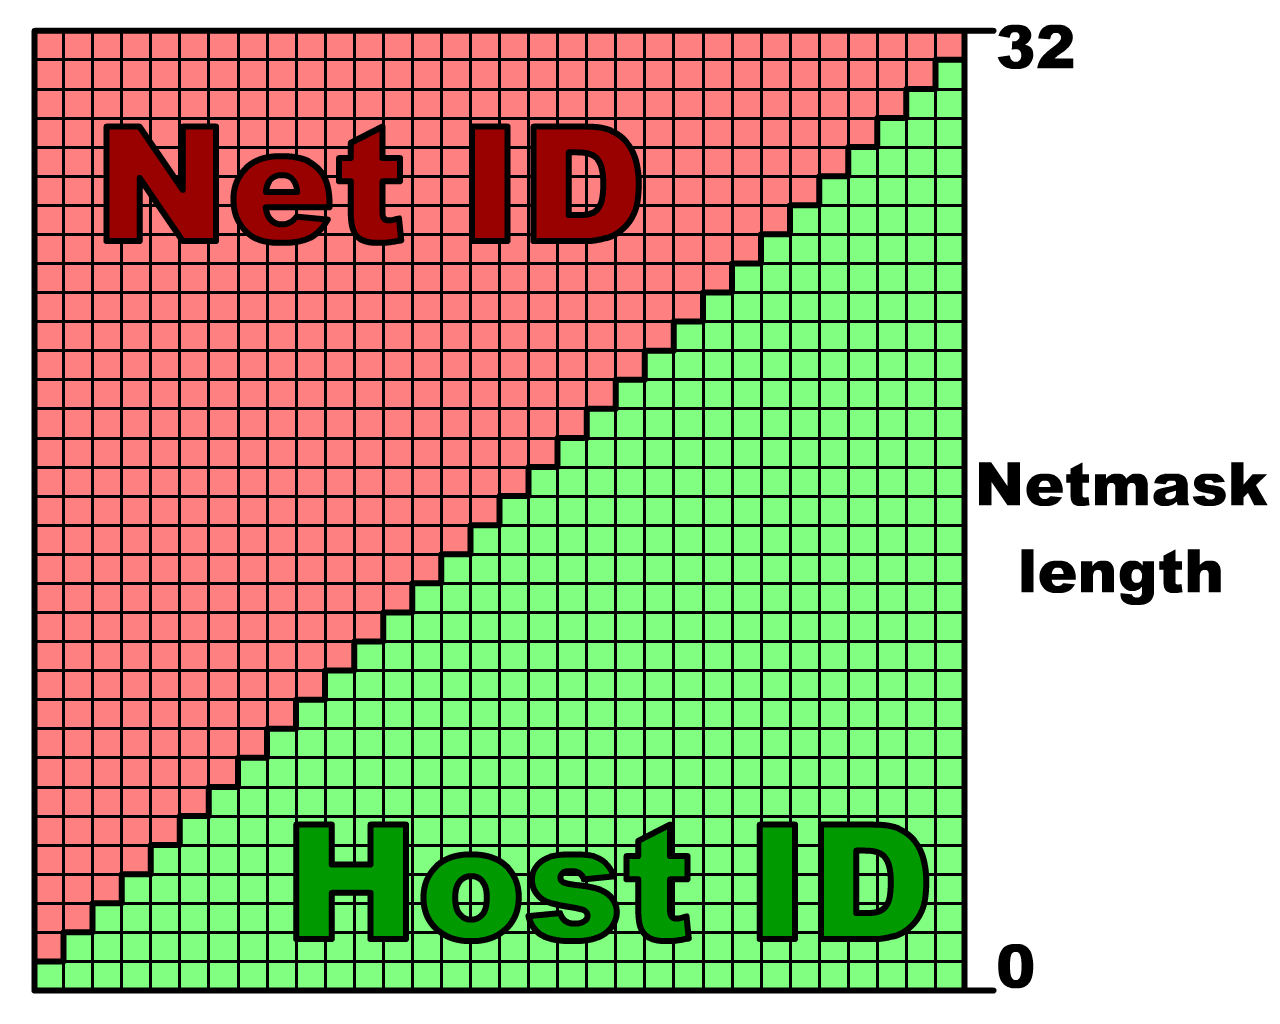 32
Net ID
Netmask
length
Host ID
0